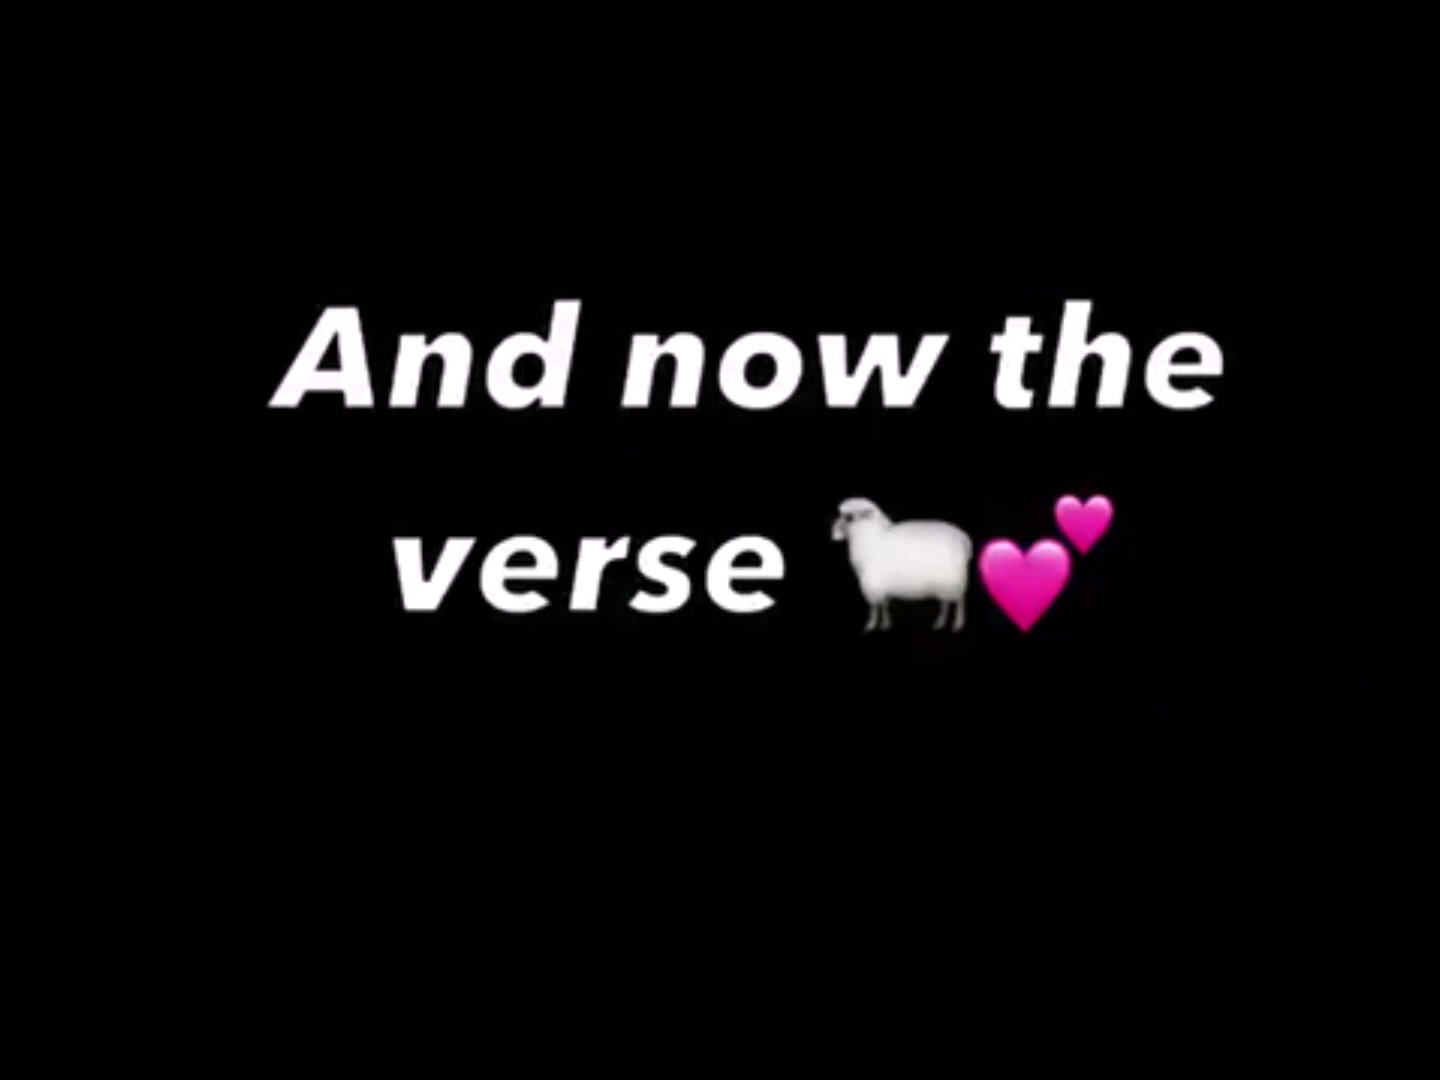 And now the
verse 🐑💕